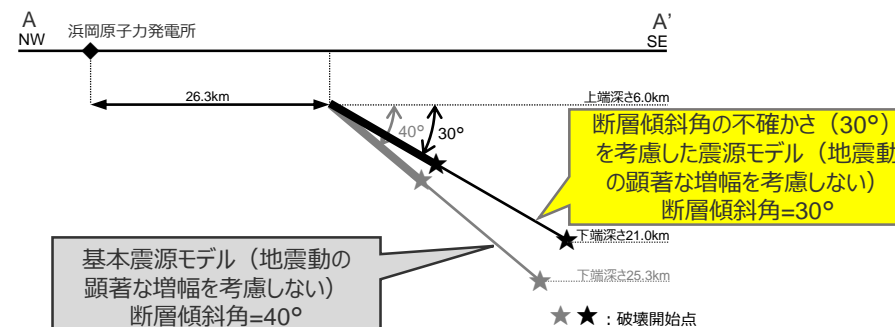 A
NW
浜岡原子力発電所
A’
SE
26.3km
上端深さ6.0km
40°
30°
断層傾斜角の不確かさ（30°）
を考慮した震源モデル（地震動
の顕著な増幅を考慮しない）
断層傾斜角=30°
下端深さ21.0km
基本震源モデル（地震動の
顕著な増幅を考慮しない）
断層傾斜角=40°
下端深さ25.3km
★ ★ ：破壊開始点